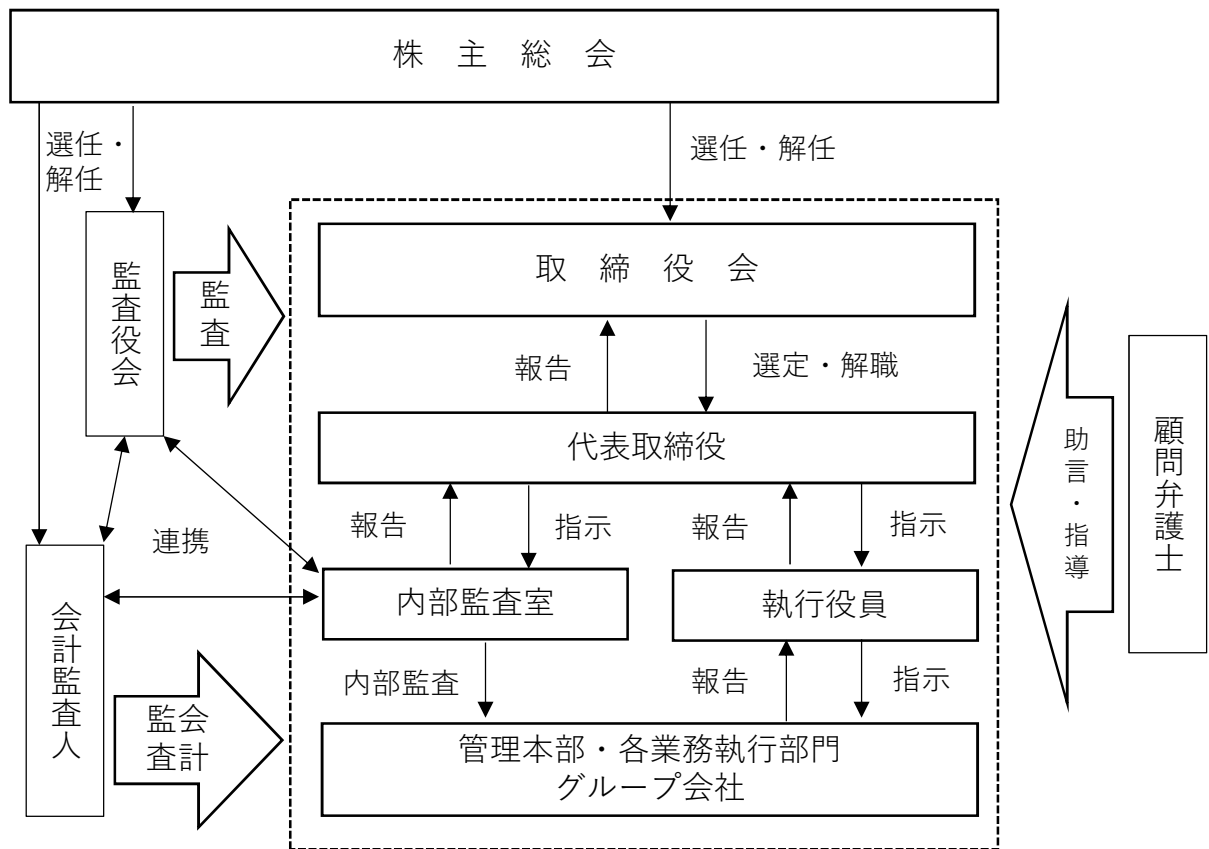 株主総会
選任・
解任
選任・解任
監査役会
監査
取締役会
報告
選定・解職
代表取締役
顧問弁護士
助言・指導
報告
指示
報告
指示
連携
内部監査室
執行役員
会計監査人
内部監査
報告
指示
会計
監査
管理本部・各業務執行部門
グループ会社